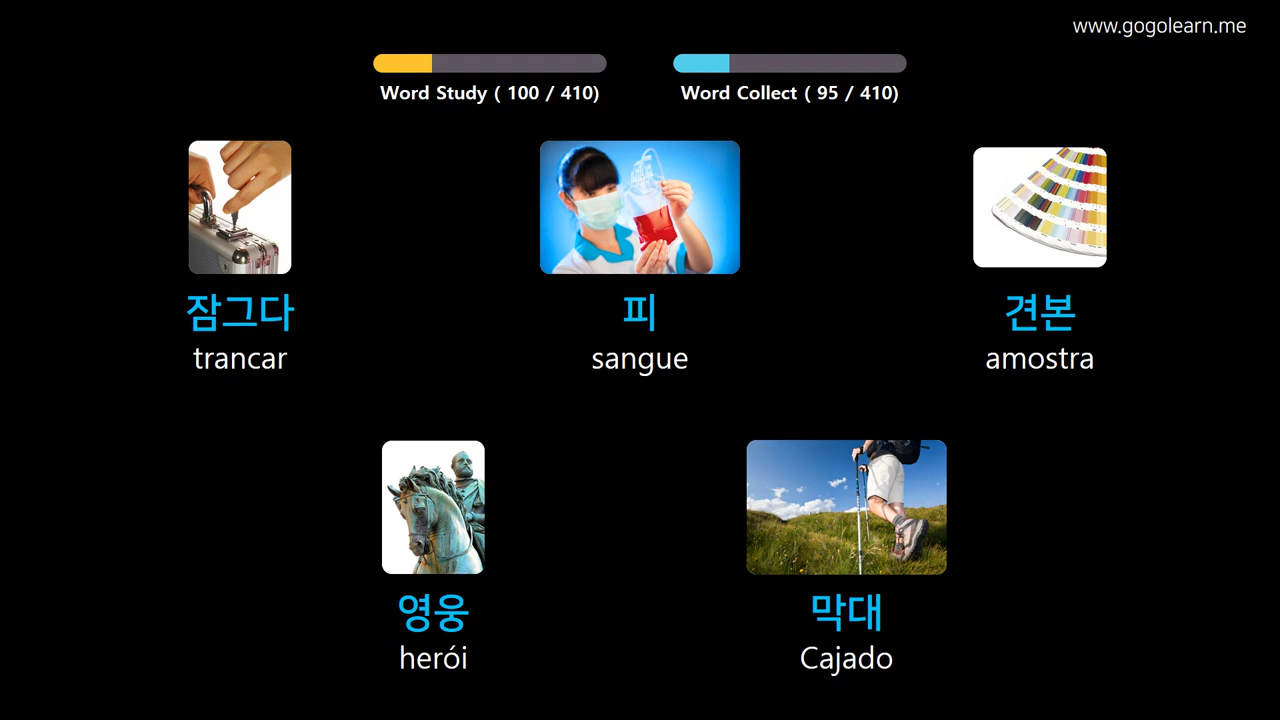 www.gogolearn.me
Word Study ( 100 / 410)
Word Collect ( 95 / 410)
잠그다
trancar
피
sangue
견본
amostra
영웅
herói
막대
Cajado